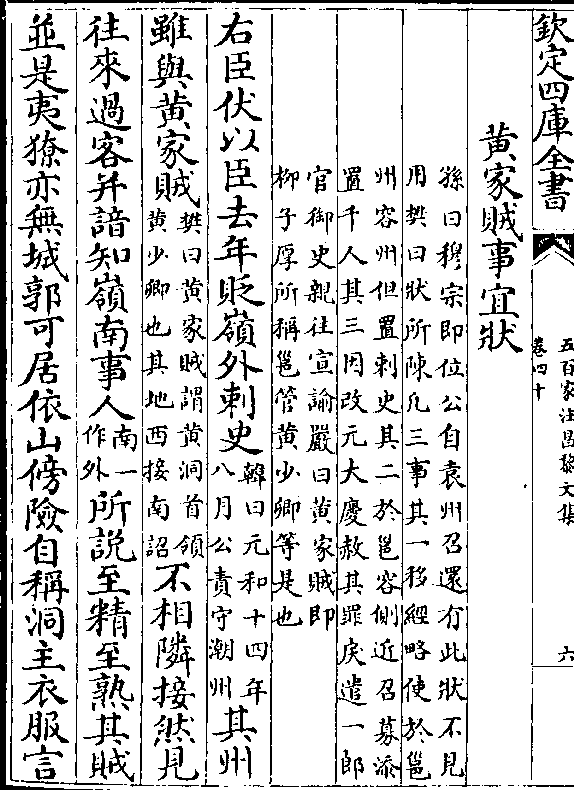 欽定四庫全書
五百家注昌黎文集
卷四十
六
黄家賊事宜狀
孫曰穆宗即位公自袁州召還有此狀不見
用樊曰狀所陳凡三事其一移經略使於邕
州容州但置刺史其二於邕容側近召募添
置千人其三因改元大慶赦其罪戾遣一郎
官御史親往宣諭嚴曰黄家賊即
柳子厚所稱邕管黄少卿等是也
右臣伏以臣去年貶嶺外刺史韓曰元和十四年八月公責守潮州其州
雖與黄家賊樊曰黄家賊謂黄洞首領黄少卿也其地西接南詔不相隣接然見
往來過客并諳知嶺南事人南一作外所説至精至熟其賊
並是夷獠亦無城郭可居依山傍險自稱洞主衣服言